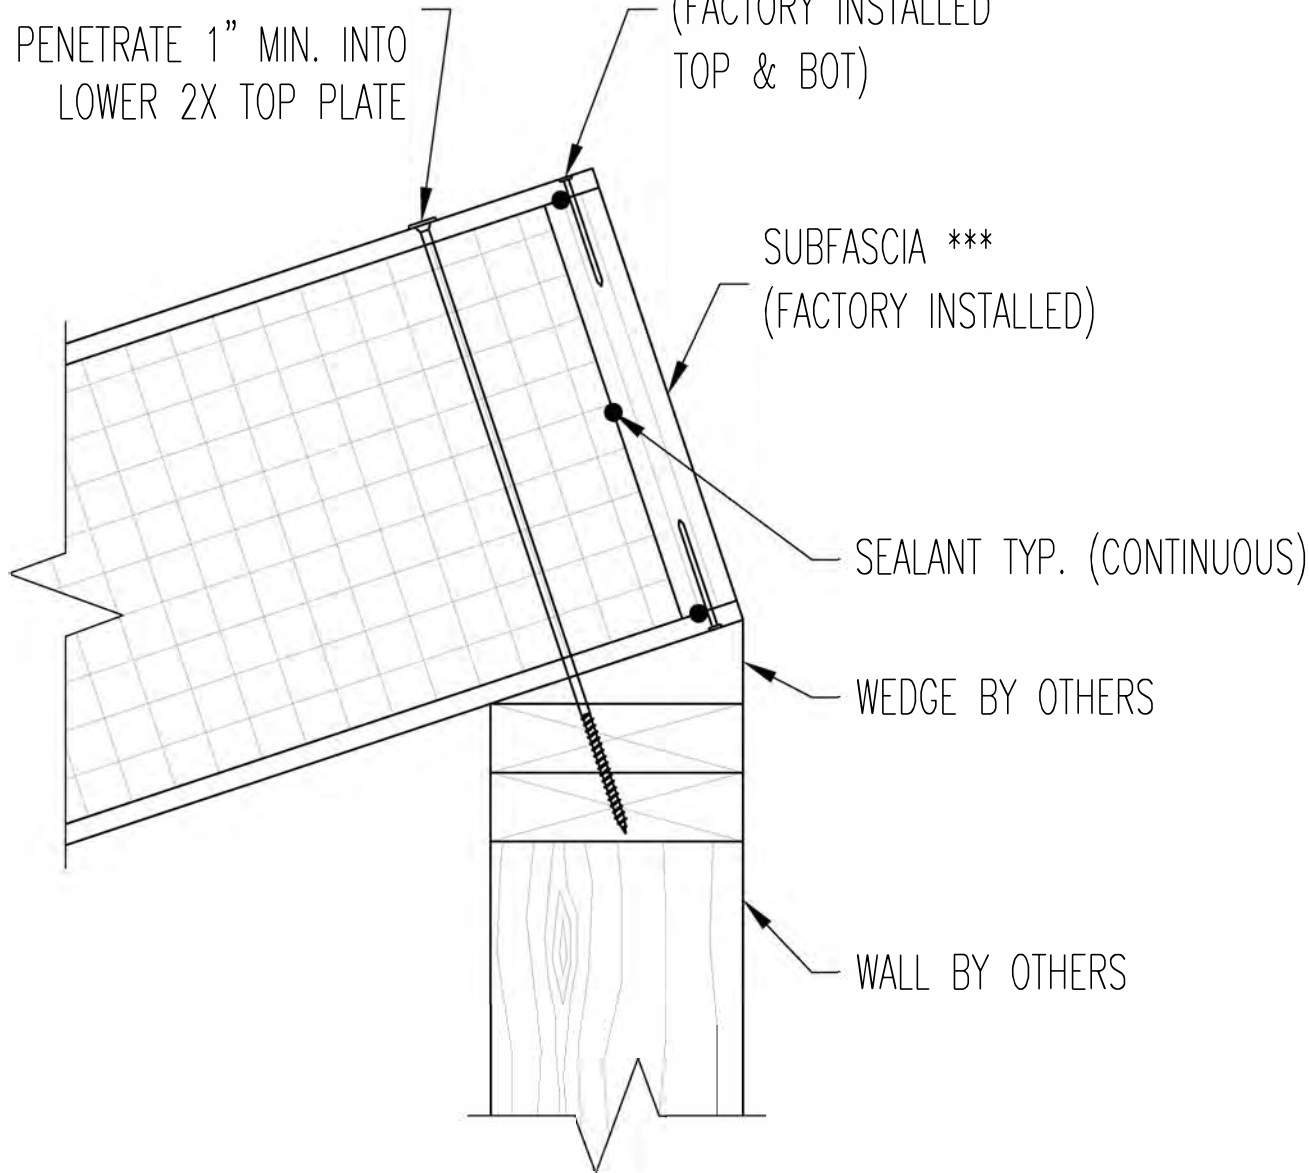 PENETRATE 1” MIN. INTO
LOWER 2X TOP PLATE
(FACTORY INSTALLED
TOP & BOT)
SUBFASCIA ***
(FACTORY INSTALLED)
SEALANT TYP. (CONTINUOUS)
WEDGE BY OTHERS
WALL BY OTHERS